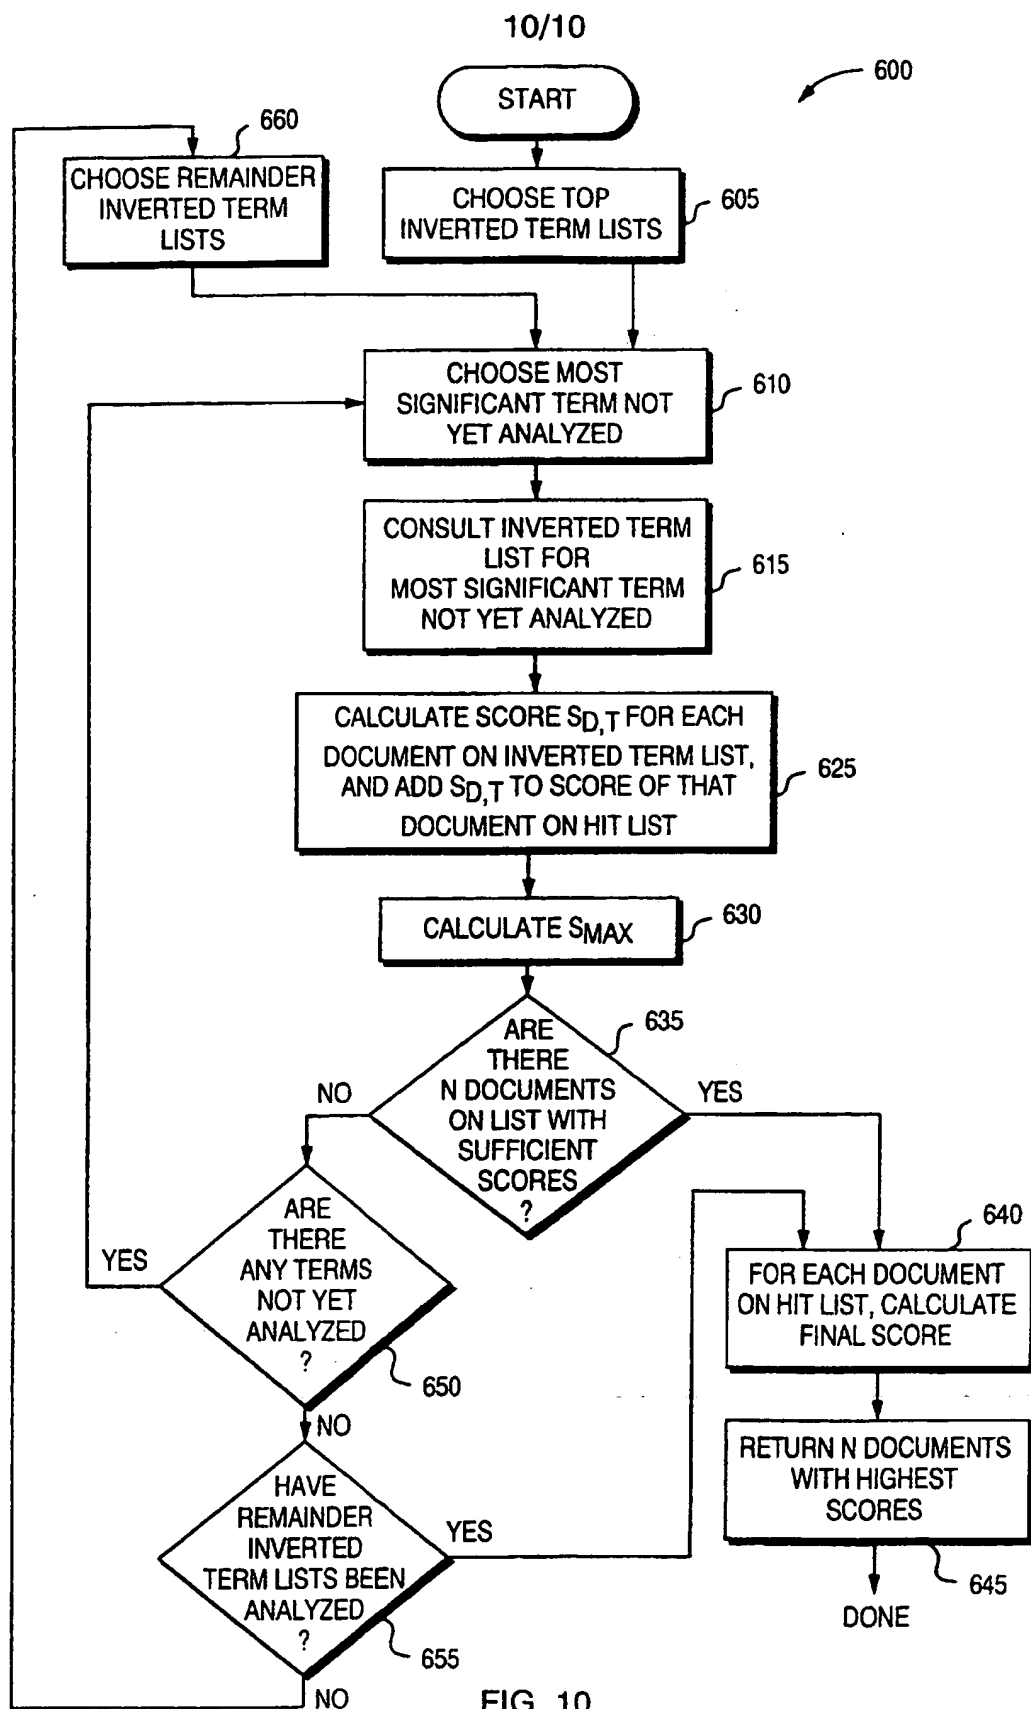 10/10
600
START
660
CHOOSE REMAINDER
INVERTED TERM
LISTS
CHOOSE TOP
INVERTED TERM LISTS
605
CHOOSE MOST
SIGNIFICANT TERM NOT
YET ANALYZED
610
CONSULT INVERTED TERM
LIST FOR
MOST SIGNIFICANT TERM
NOT YET ANALYZED
615
CALCULATE SCORE SD,T FOR EACH
DOCUMENT ON INVERTED TERM LIST,
AND ADD SD,T TO SCORE OF THAT
DOCUMENT ON HIT LIST
625
CALCULATE SMAX
630
ARE
THERE
N DOCUMENTS
ON LIST WITH
SUFFICIENT
SCORES
?
635
NO
YES
ARE
THERE
ANY TERMS
NOT YET
ANALYZED
?
650
YES
NO
640
FOR EACH DOCUMENT
ON HIT LIST, CALCULATE
FINAL SCORE
RETURN N DOCUMENTS
WITH HIGHEST
SCORES
645
DONE
HAVE
REMAINDER
INVERTED
TERM LISTS BEEN
ANALYZED
?
655
YES
NO
FIG. 10